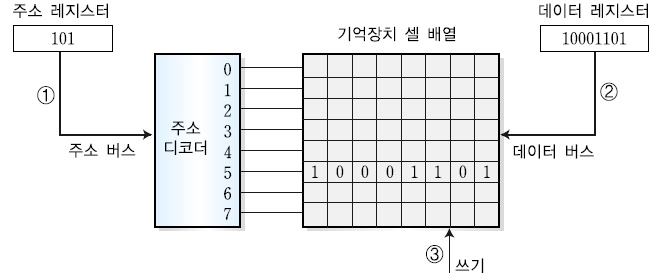 주소 레지스터
101
①
주소 버스
주소
디코더
0
1
2
3
4
5
6
7
기억장치 셀 배열
1 0 0 0 1 1 0 1
데이터 레지스터
10001101
②
데이터 버스
③
쓰기